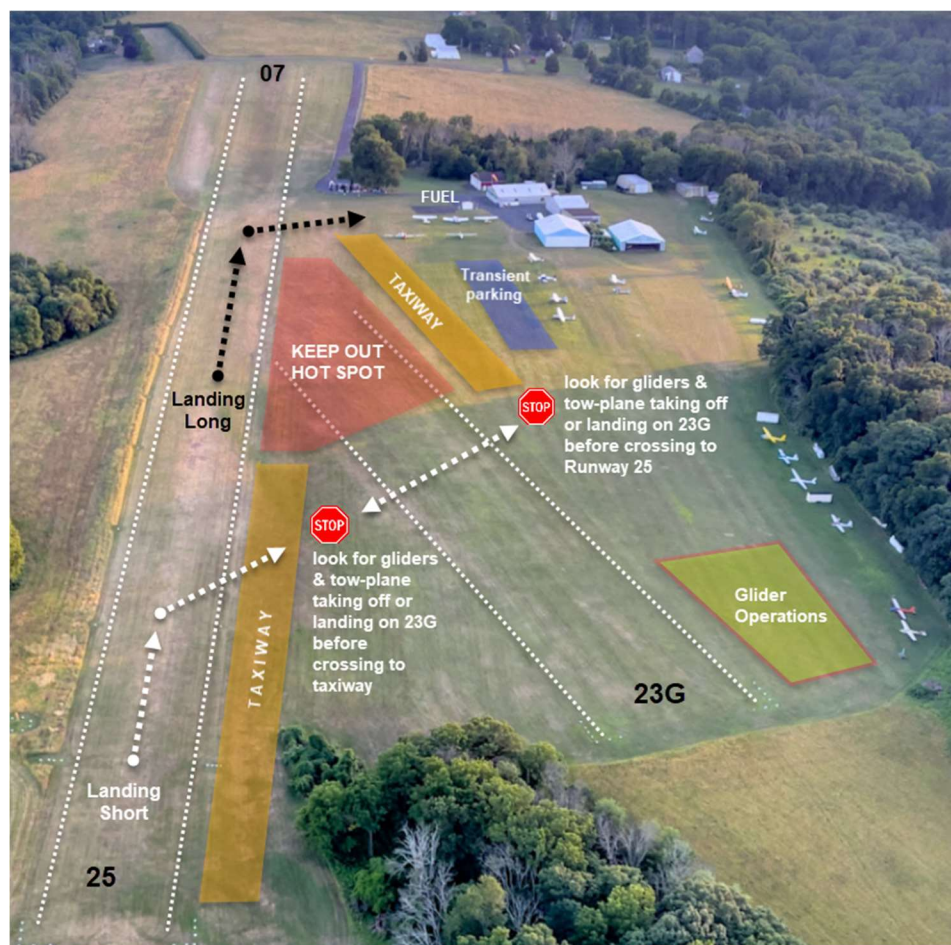 07
FUEL
Transient
parking
TAXIWAY
KEEP OUT
HOT SPOT
Landing
Long
STOP
look for gliders &
tow-plane taking off
or landing on 23G
before crossing to
Runway 25
STOP
look for gliders
& tow-plane
taking off or
landing on 23G
before
crossing to
taxiway
Glider
Operations
TAXIWAY
23G
Landing
Short
25